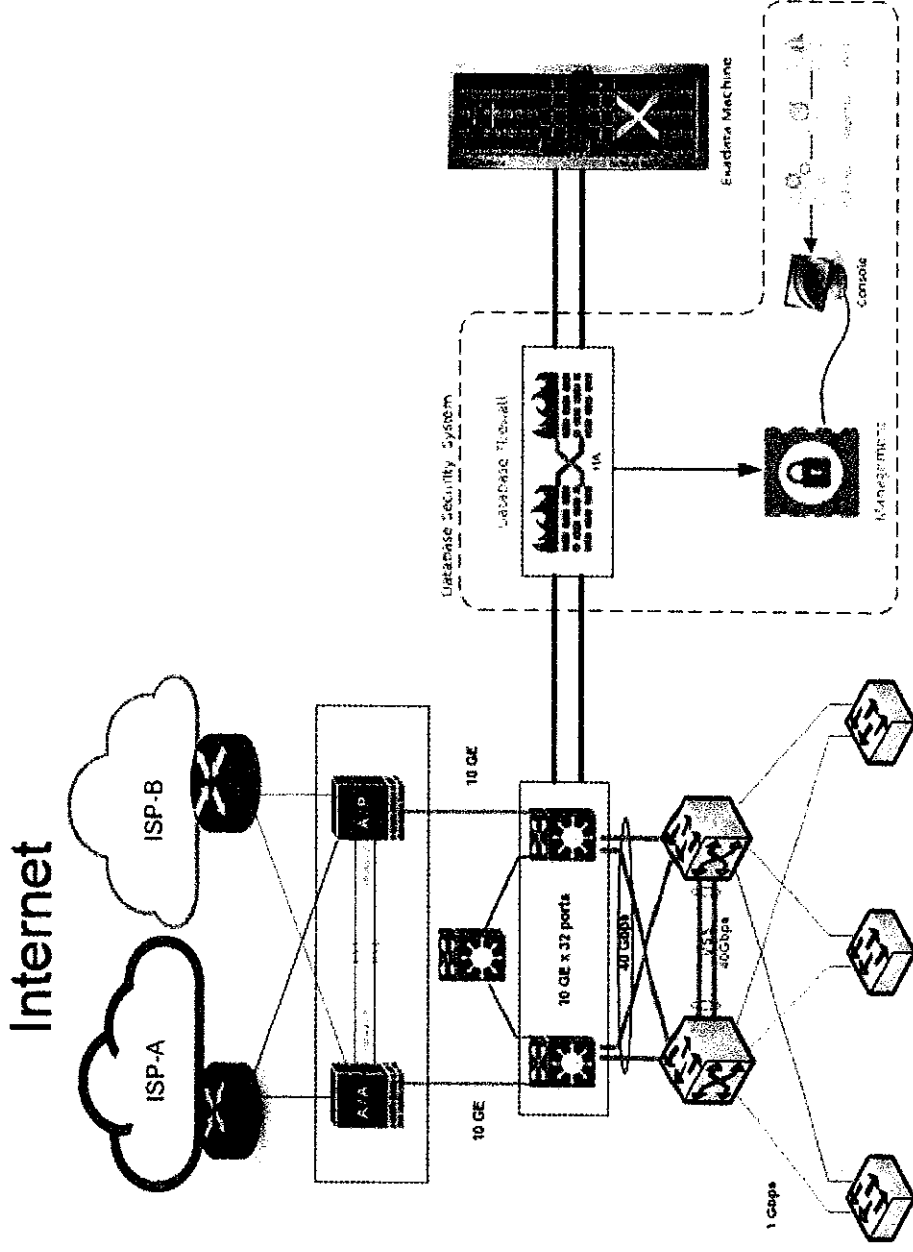 Internet
ISP-A
ISP-B
10 GE
10 GE
10 GE x 32 ports
40 Gbps
40Gbps
1 Gbps
Database Security System
Database Firewall
HA
Exadata Machine
Management
Console